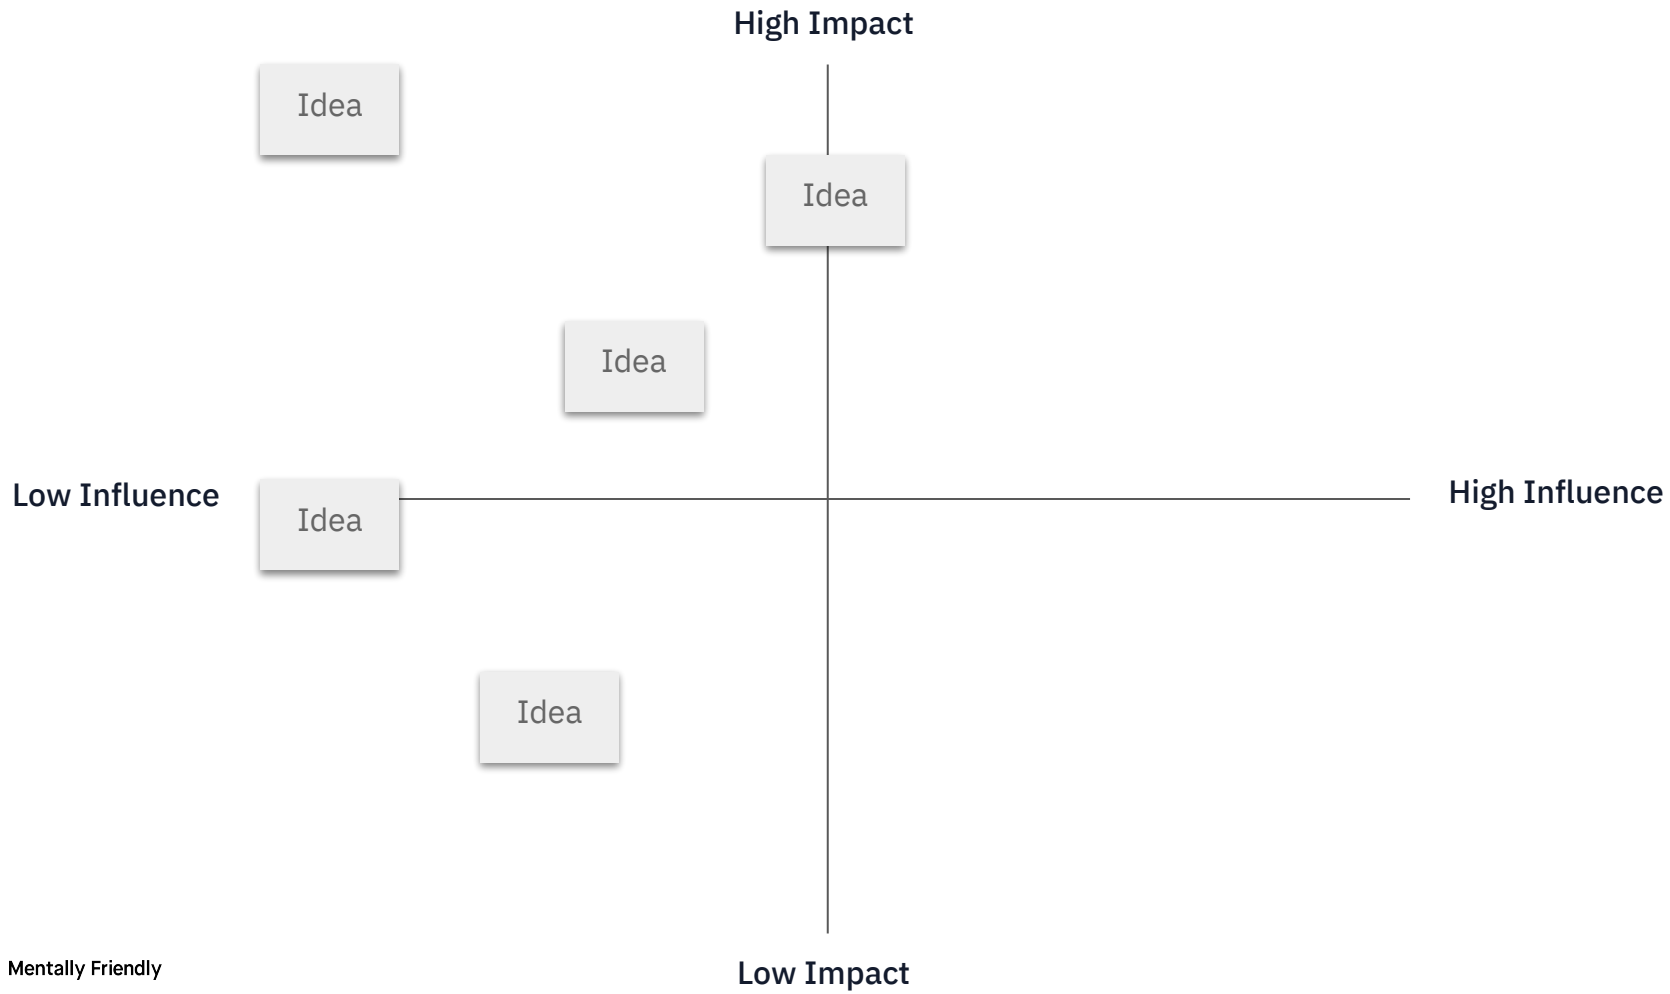 High Impact
Idea
Idea
Idea
Low Influence
Idea
High Influence
Idea
Mentally Friendly
Low Impact